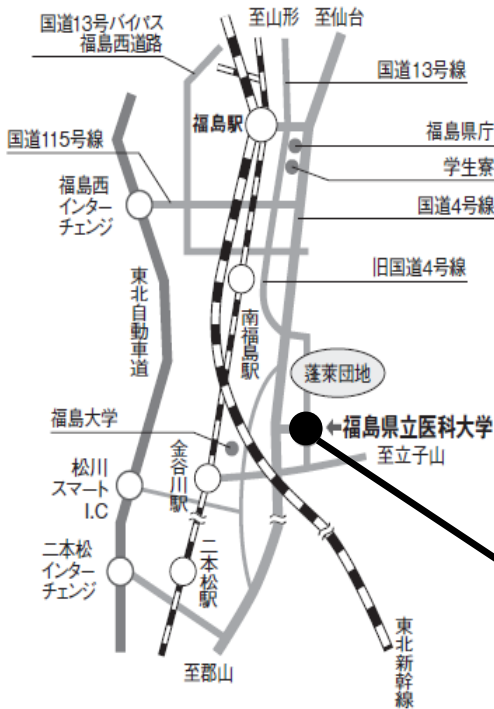 国道13号バイパス
福島西道路
至山形
至仙台
国道13号線
福島駅
福島県庁
国道115号線
学生寮
福島西
インター
チェンジ
国道4号線
旧国道4号線
東北自動車道
南福島駅
蓬莱団地
福島大学
←福島県立医科大学
金谷川駅
至立子山
松川
スマート
I.C
二本松
インター
チェンジ
二本松駅
至郡山
東北新幹線